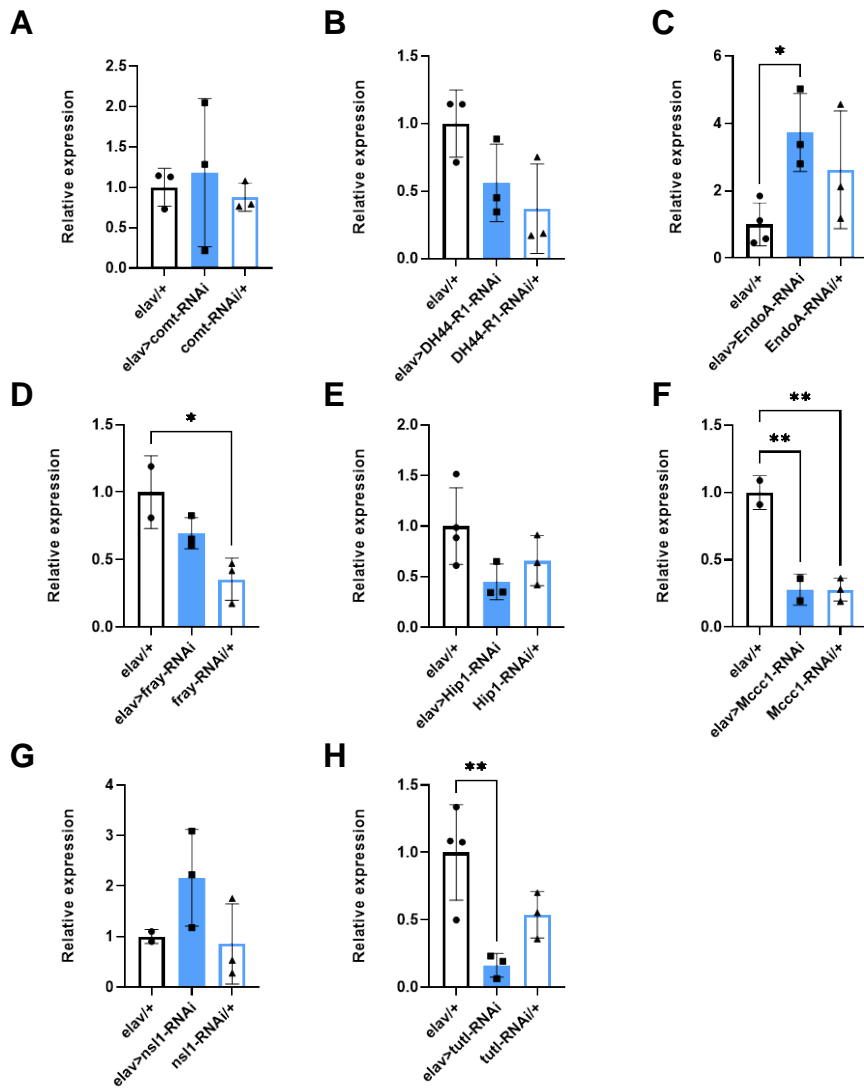 A
Relative expression
2.5
2.0
1.5
1.0
0.5
0.0
elav/+
elav>comt-RNAi
comt-RNAi/+
B
Relative expression
1.5
1.0
0.5
0.0
elav/+
elav>DH44-R1-RNAi
DH44-R1-RNAi/+
C
Relative expression
6
4
2
0
*
elav/+
elav>EndoA-RNAi
EndoA-RNAi/+
D
Relative expression
1.5
1.0
0.5
0.0
*
elav/+
elav>fray-RNAi
fray-RNAi/+
E
Relative expression
2.0
1.5
1.0
0.5
0.0
elav/+
elav>Hip1-RNAi
Hip1-RNAi/+
F
Relative expression
1.5
1.0
0.5
0.0
**
**
elav/+
elav>Mccc1-RNAi
Mccc1-RNAi/+
G
Relative expression
4
3
2
1
0
elav/+
elav>nsl1-RNAi
nsl1-RNAi/+
H
Relative expression
1.5
1.0
0.5
0.0
**
elav/+
elav>tutl-RNAi
tutl-RNAi/+